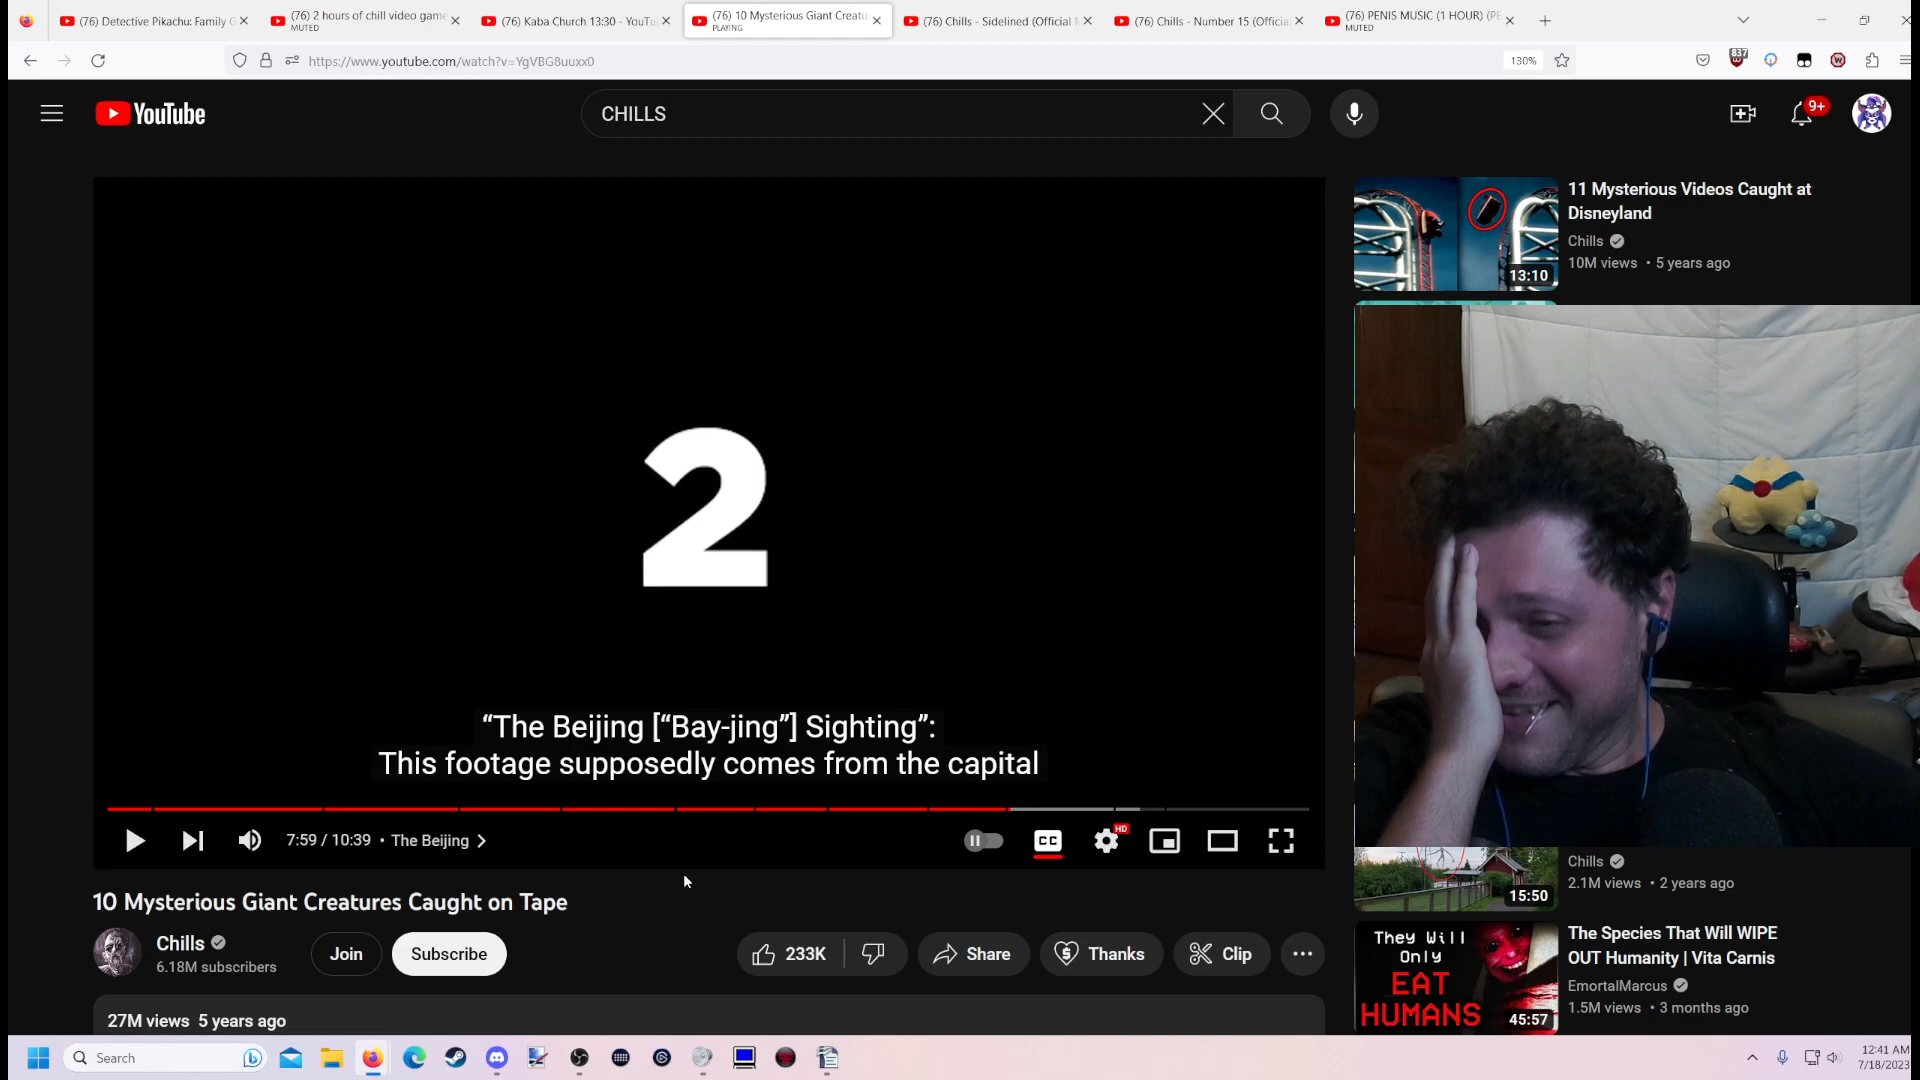 (76) Detective Pikachu: Family G
(76) 2 hours of chill video game
MUTED
(76) Kaba Church 13:30 - YouTu
(76) 10 Mysterious Giant Creatu
PLAYING
(76) Chills - Sidelined (Official M
(76) Chills - Number 15 (Officia
(76) PENIS MUSIC (1 HOUR) (PE
MUTED
https://www.youtube.com/watch?v=YgVBG8uuxx0
130%
837
YouTube
CHILLS
9+
11 Mysterious Videos Caught at
Disneyland
Chills
10M views • 5 years ago
13:10
2
“The Beijing [“Bay-jing”] Sighting”:
This footage supposedly comes from the capital
7:59 / 10:39 • The Beijing
CC
HD
10 Mysterious Giant Creatures Caught on Tape
Chills
6.18M subscribers
Join
Subscribe
233K
Share
Thanks
Clip
27M views 5 years ago
Chills
2.1M views • 2 years ago
15:50
They Will
Only
EAT
HUMANS
45:57
The Species That Will WIPE
OUT Humanity | Vita Carnis
EmortalMarcus
1.5M views • 3 months ago
Search
12:41 AM
7/18/2023